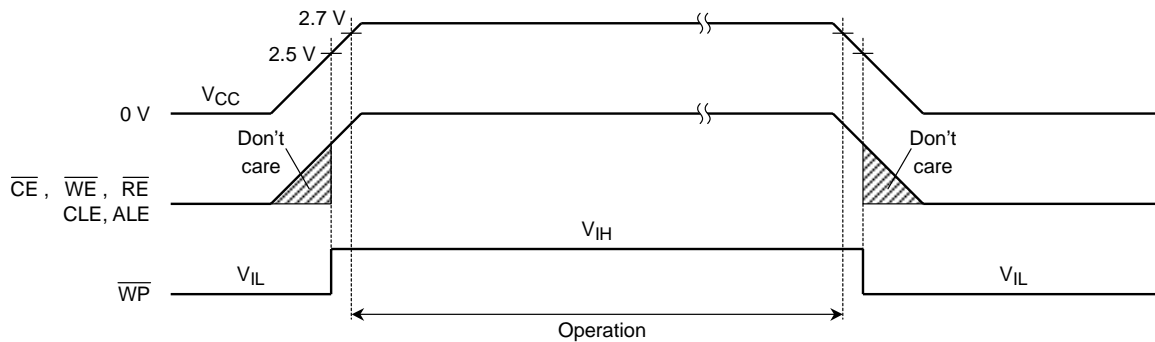 2.7 V
2.5 V
VCC
0 V
Don't
care
Don't
care
CE , WE , RE
CLE, ALE
VIH
VIL
VIL
WP
Operation